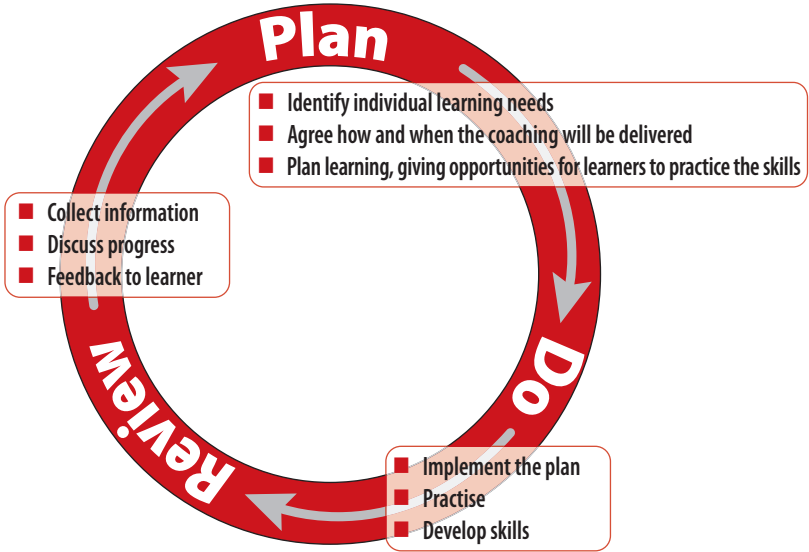 Plan
Identify individual learning needs
Agree how and when the coaching will be delivered
Plan learning, giving opportunities for learners to practice the skills
Do
Implement the plan
Practise
Develop skills
Review
Collect information
Discuss progress
Feedback to learner